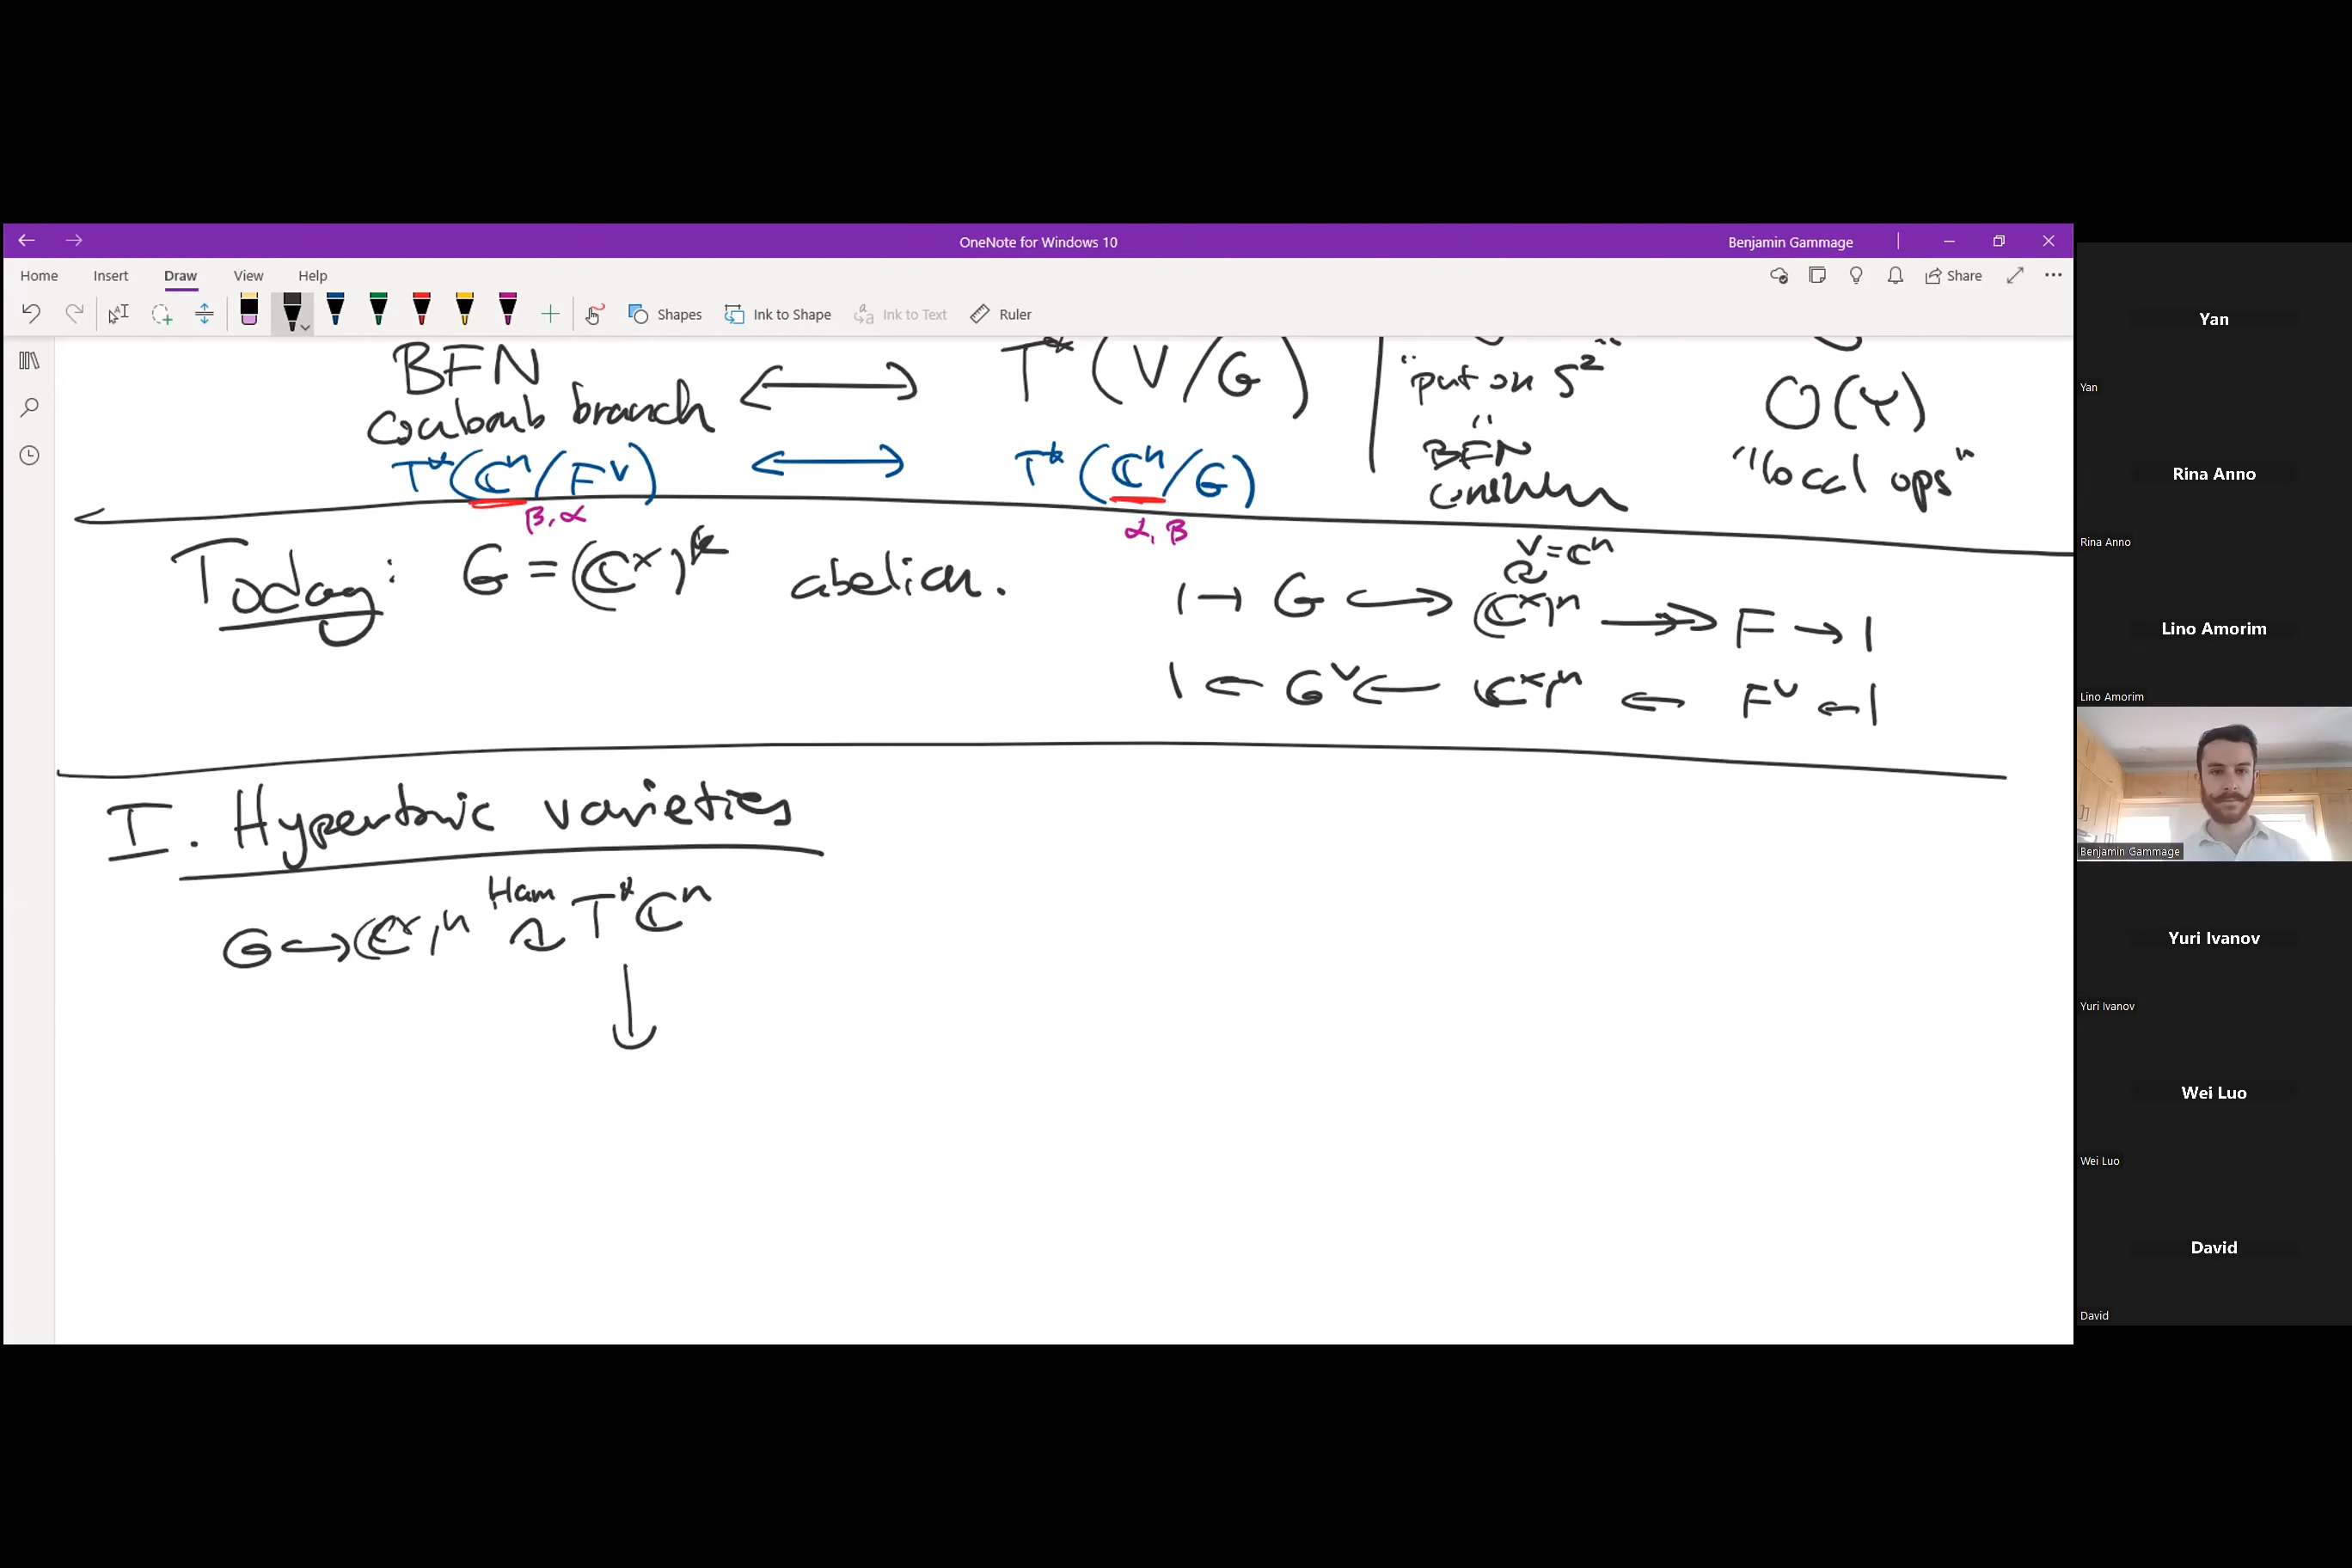 OneNote for Windows 10
Benjamin Gammage
Home Insert Draw View Help
Share
Shapes Ink to Shape Ink to Text Ruler
BFN
Coulomb branch ⟷ T*(V/G)
"put on S²"
"
BFN
O(Y)
"local ops"
T*(ℂⁿ/F^∨) ⟷ T*(ℂⁿ/G)
β, α
α, β
Today: G = (ℂ^×)^k abelian.
V = ℂⁿ
1 → G ↪ (ℂ^×)ⁿ ↠ F → 1
1 ← G^∨ ← (ℂ^×)ⁿ ← F^∨ ← 1
I. Hypertoric varieties
Ham
G ↪ (ℂ^×)ⁿ ↷ T*ℂⁿ
↓
Yan
Yan
Rina Anno
Rina Anno
Lino Amorim
Lino Amorim
Benjamin Gammage
Yuri Ivanov
Yuri Ivanov
Wei Luo
Wei Luo
David
David